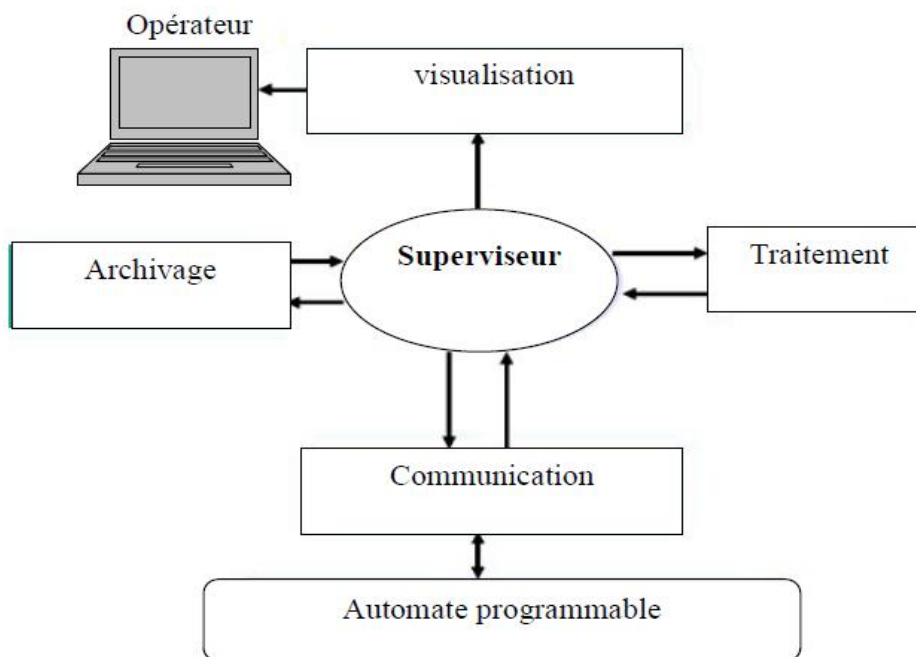 Opérateur
visualisation
Superviseur
Archivage
Traitement
Communication
Automate programmable